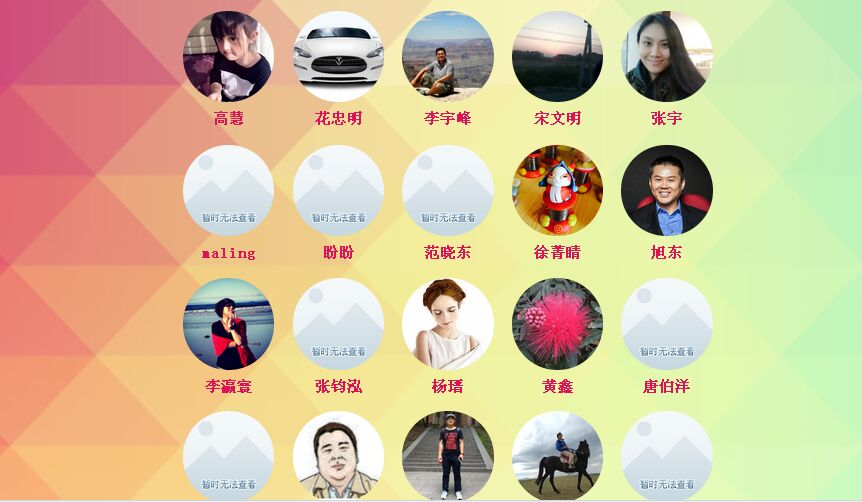 高慧 花忠明 李宇峰 宋文明 张宇
暂时无法查看 暂时无法查看 暂时无法查看
maling 盼盼 范晓东 徐菁晴 旭东
暂时无法查看 暂时无法查看
李瀛寰 张钧泓 杨瑨 黄鑫 唐伯洋
暂时无法查看 暂时无法查看